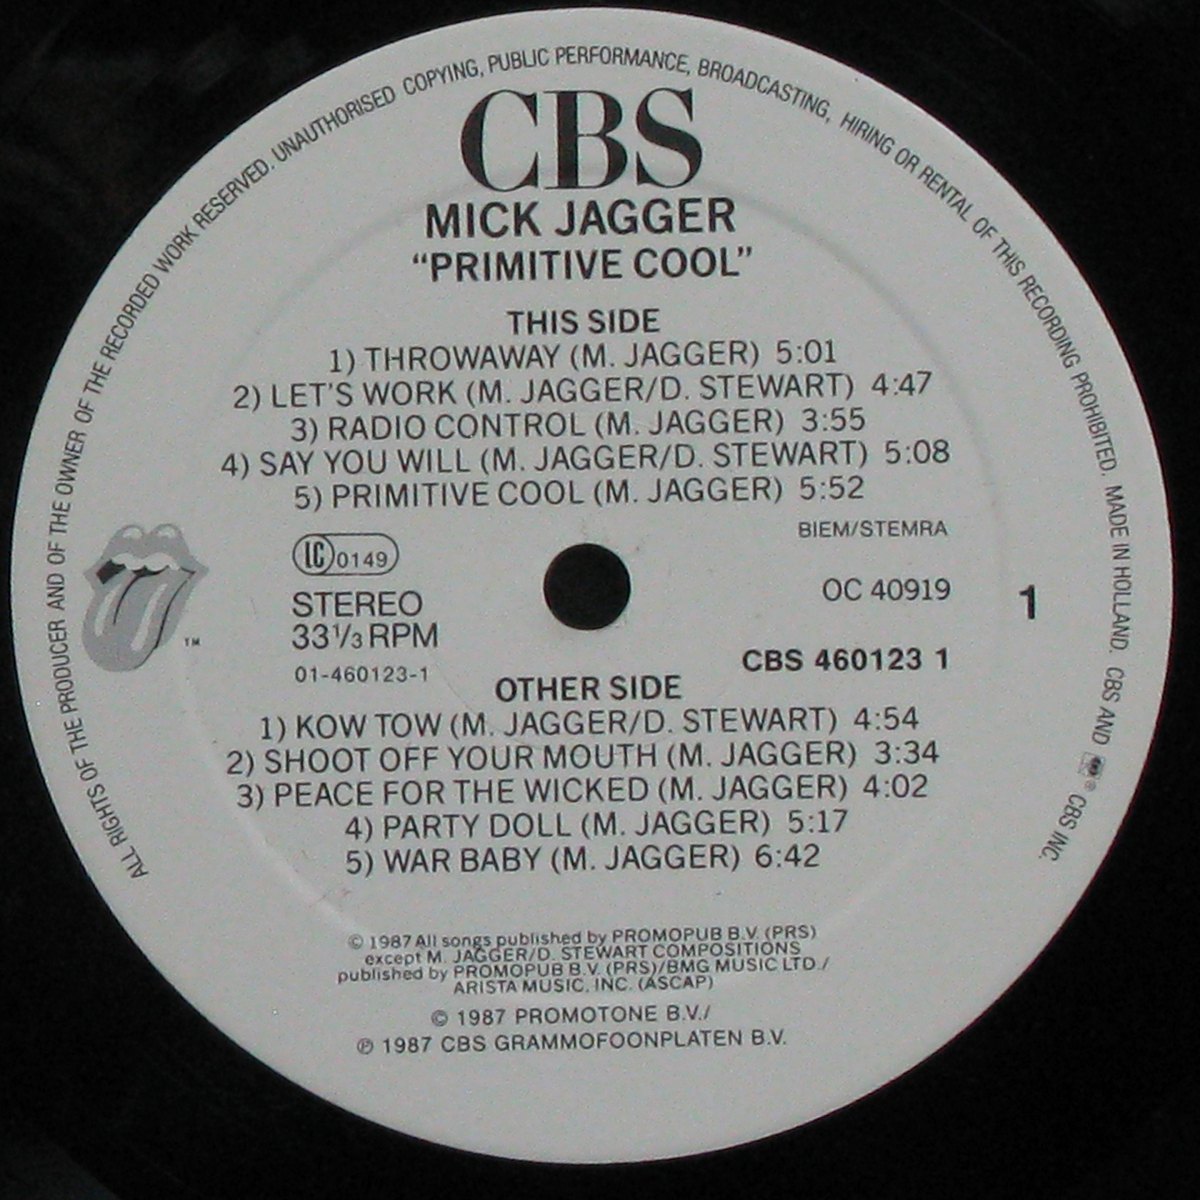 ALL RIGHTS OF THE PRODUCER AND OF THE OWNER OF THE RECORDED WORK RESERVED. UNAUTHORISED COPYING, PUBLIC PERFORMANCE, BROADCASTING, HIRING OR RENTAL OF THIS RECORDING PROHIBITED. MADE IN HOLLAND. CBS AND ® CBS INC.
CBS
MICK JAGGER
“PRIMITIVE COOL”
THIS SIDE
1) THROWAWAY (M. JAGGER) 5:01
2) LET'S WORK (M. JAGGER/D. STEWART) 4:47
3) RADIO CONTROL (M. JAGGER) 3:55
4) SAY YOU WILL (M. JAGGER/D. STEWART) 5:08
5) PRIMITIVE COOL (M. JAGGER) 5:52
BIEM/STEMRA
LC 0149
OC 40919
1
STEREO
33⅓ RPM
TM
CBS 460123 1
01-460123-1
OTHER SIDE
1) KOW TOW (M. JAGGER/D. STEWART) 4:54
2) SHOOT OFF YOUR MOUTH (M. JAGGER) 3:34
3) PEACE FOR THE WICKED (M. JAGGER) 4:02
4) PARTY DOLL (M. JAGGER) 5:17
5) WAR BABY (M. JAGGER) 6:42
© 1987 All songs published by PROMOPUB B.V. (PRS)
except M. JAGGER/D. STEWART COMPOSITIONS
published by PROMOPUB B.V. (PRS)/BMG MUSIC LTD./
ARISTA MUSIC, INC. (ASCAP)
© 1987 PROMOTONE B.V./
℗ 1987 CBS GRAMMOFOONPLATEN B.V.